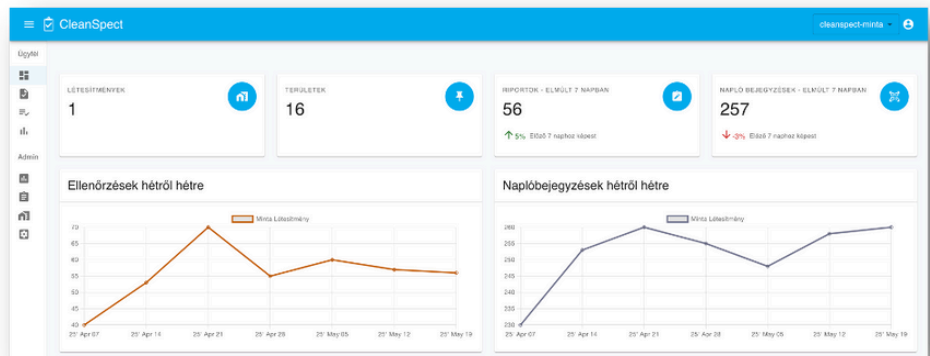 CleanSpect
cleanspect-minta
Ügyfél
Admin
LÉTESÍTMÉNYEK
1
TERÜLETEK
16
RIPORTOK - ELMÚLT 7 NAPBAN
56
5% Előző 7 naphoz képest
NAPLÓ BEJEGYZÉSEK - ELMÚLT 7 NAPBAN
257
-3% Előző 7 naphoz képest
Ellenőrzések hétről hétre
Minta Létesítmény
75
65
60
55
50
45
40
25' Apr 07 25' Apr 14 25' Apr 21 25' Apr 28 25' May 05 25' May 12 25' May 19
Naplóbejegyzések hétről hétre
Minta Létesítmény
260
255
250
245
240
235
230
25' Apr 07 25' Apr 14 25' Apr 21 25' Apr 28 25' May 05 25' May 12 25' May 19